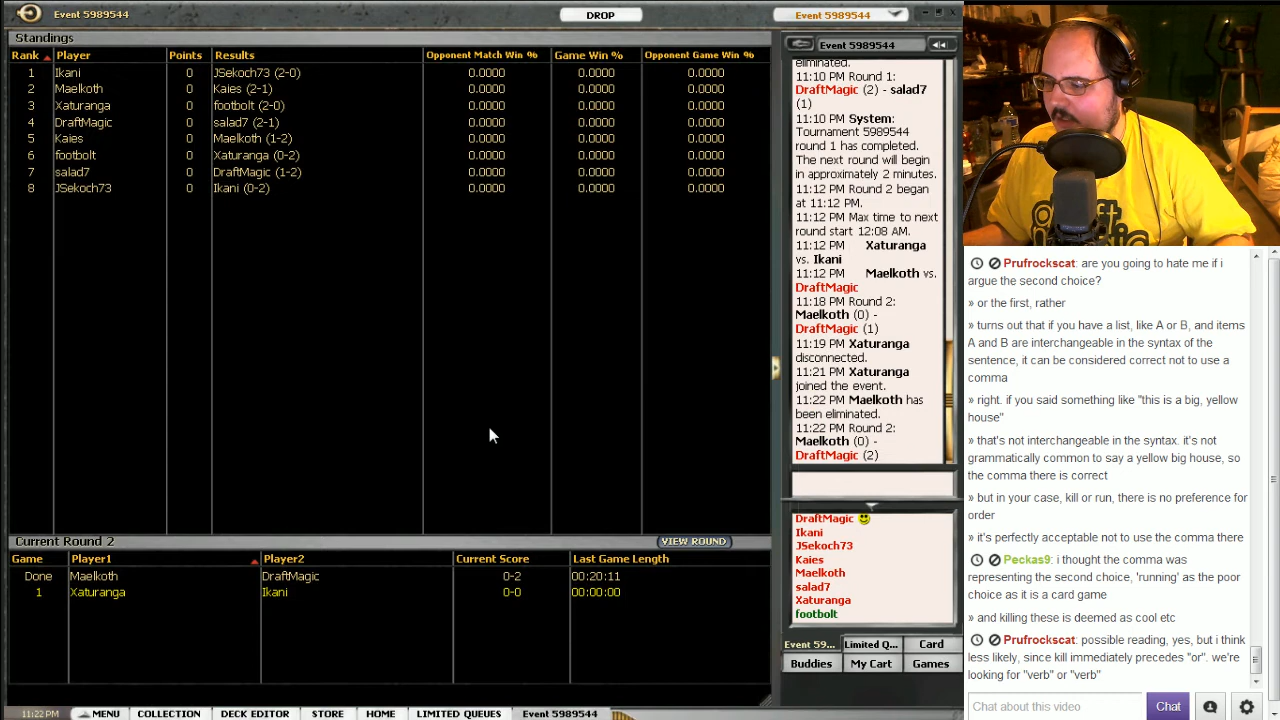 Event 5989544
DROP
Event 5989544
Standings
Rank Player Points Results Opponent Match Win % Game Win % Opponent Game Win %
1 Ikani 0 JSekoch73 (2-0) 0.0000 0.0000 0.0000
2 Maelkoth 0 Kaies (2-1) 0.0000 0.0000 0.0000
3 Xaturanga 0 footbolt (2-0) 0.0000 0.0000 0.0000
4 DraftMagic 0 salad7 (2-1) 0.0000 0.0000 0.0000
5 Kaies 0 Maelkoth (1-2) 0.0000 0.0000 0.0000
6 footbolt 0 Xaturanga (0-2) 0.0000 0.0000 0.0000
7 salad7 0 DraftMagic (1-2) 0.0000 0.0000 0.0000
8 JSekoch73 0 Ikani (0-2) 0.0000 0.0000 0.0000
Current Round 2
VIEW ROUND
Game Player1 Player2 Current Score Last Game Length
Done Maelkoth DraftMagic 0-2 00:20:11
1 Xaturanga Ikani 0-0 00:00:00
11:22 PM MENU COLLECTION DECK EDITOR STORE HOME LIMITED QUEUES Event 5989544
Event 5989544
eliminated.
11:10 PM Round 1:
DraftMagic (2) - salad7
(1)
11:10 PM System:
Tournament 5989544
round 1 has completed.
The next round will begin
in approximately 2 minutes.
11:12 PM Round 2 began
at 11:12 PM.
11:12 PM Max time to next
round start 12:08 AM.
11:12 PM Xaturanga
vs. Ikani
11:12 PM Maelkoth vs.
DraftMagic
11:18 PM Round 2:
Maelkoth (0) -
DraftMagic (1)
11:19 PM Xaturanga
disconnected.
11:21 PM Xaturanga
joined the event.
11:22 PM Maelkoth has
been eliminated.
11:22 PM Round 2:
Maelkoth (0) -
DraftMagic (2)
DraftMagic
Ikani
JSekoch73
Kaies
Maelkoth
salad7
Xaturanga
footbolt
Event 59... Limited Q... Card
Buddies My Cart Games
Prufrockscat: are you going to hate me if i
argue the second choice?
» or the first, rather
» turns out that if you have a list, like A or B, and items
A and B are interchangeable in the syntax of the
sentence, it can be considered correct not to use a
comma
» right. if you said something like "this is a big, yellow
house"
» that's not interchangeable in the syntax. it's not
grammatically common to say a yellow big house, so
the comma there is correct
» but in your case, kill or run, there is no preference for
order
» it's perfectly acceptable not to use the comma there
Peckas9: i thought the comma was
representing the second choice, 'running' as the poor
choice as it is a card game
» and killing these is deemed as cool etc
Prufrockscat: possible reading, yes, but i think
less likely, since kill immediately precedes "or". we're
looking for "verb" or "verb"
Chat about this video
Chat